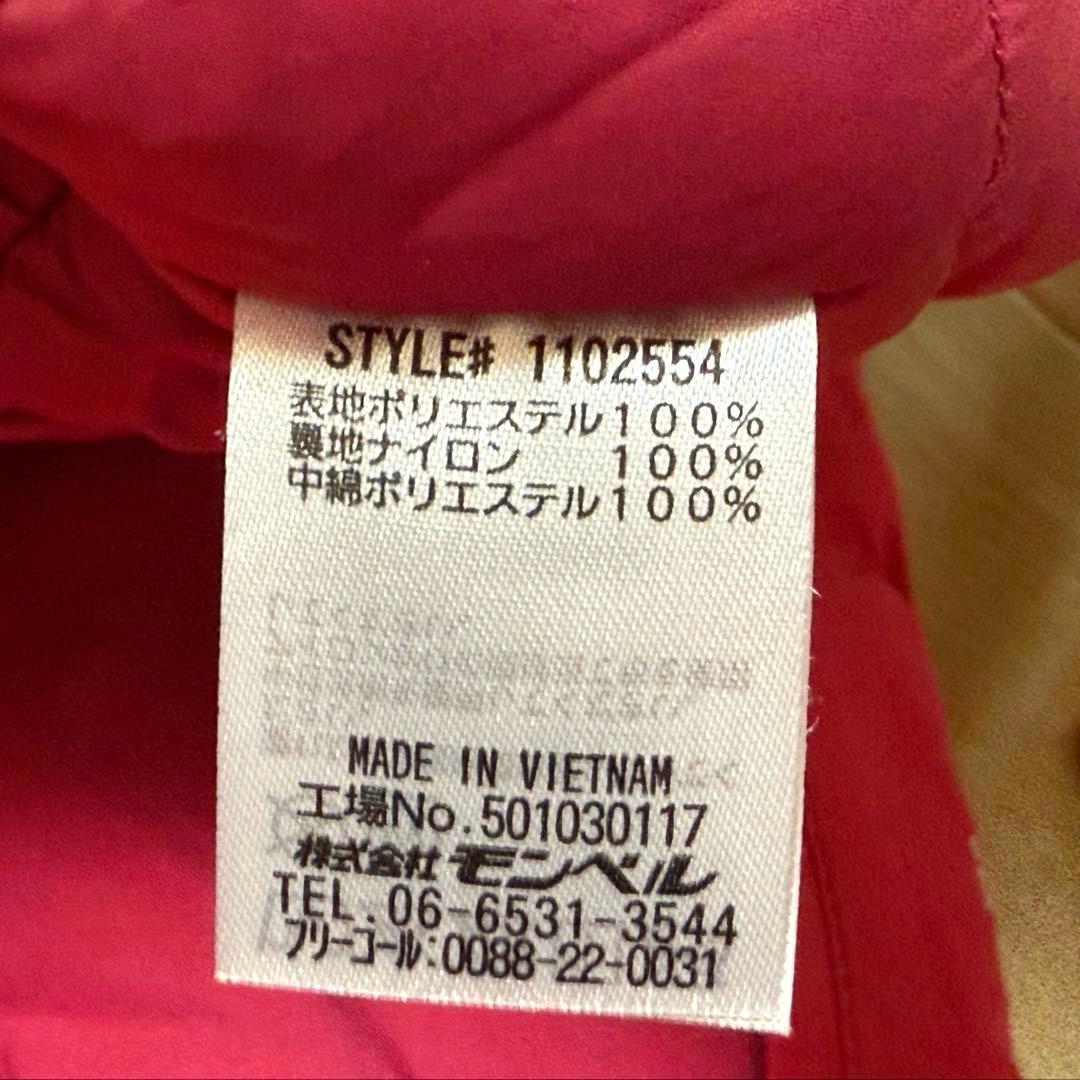 STYLE# 1102554
表地ポリエステル100%
裏地ナイロン 100%
中綿ポリエステル100%
MADE IN VIETNAM
工場No.501030117
株式会社モンベル
TEL.06-6531-3544
フリーコール:0088-22-0031